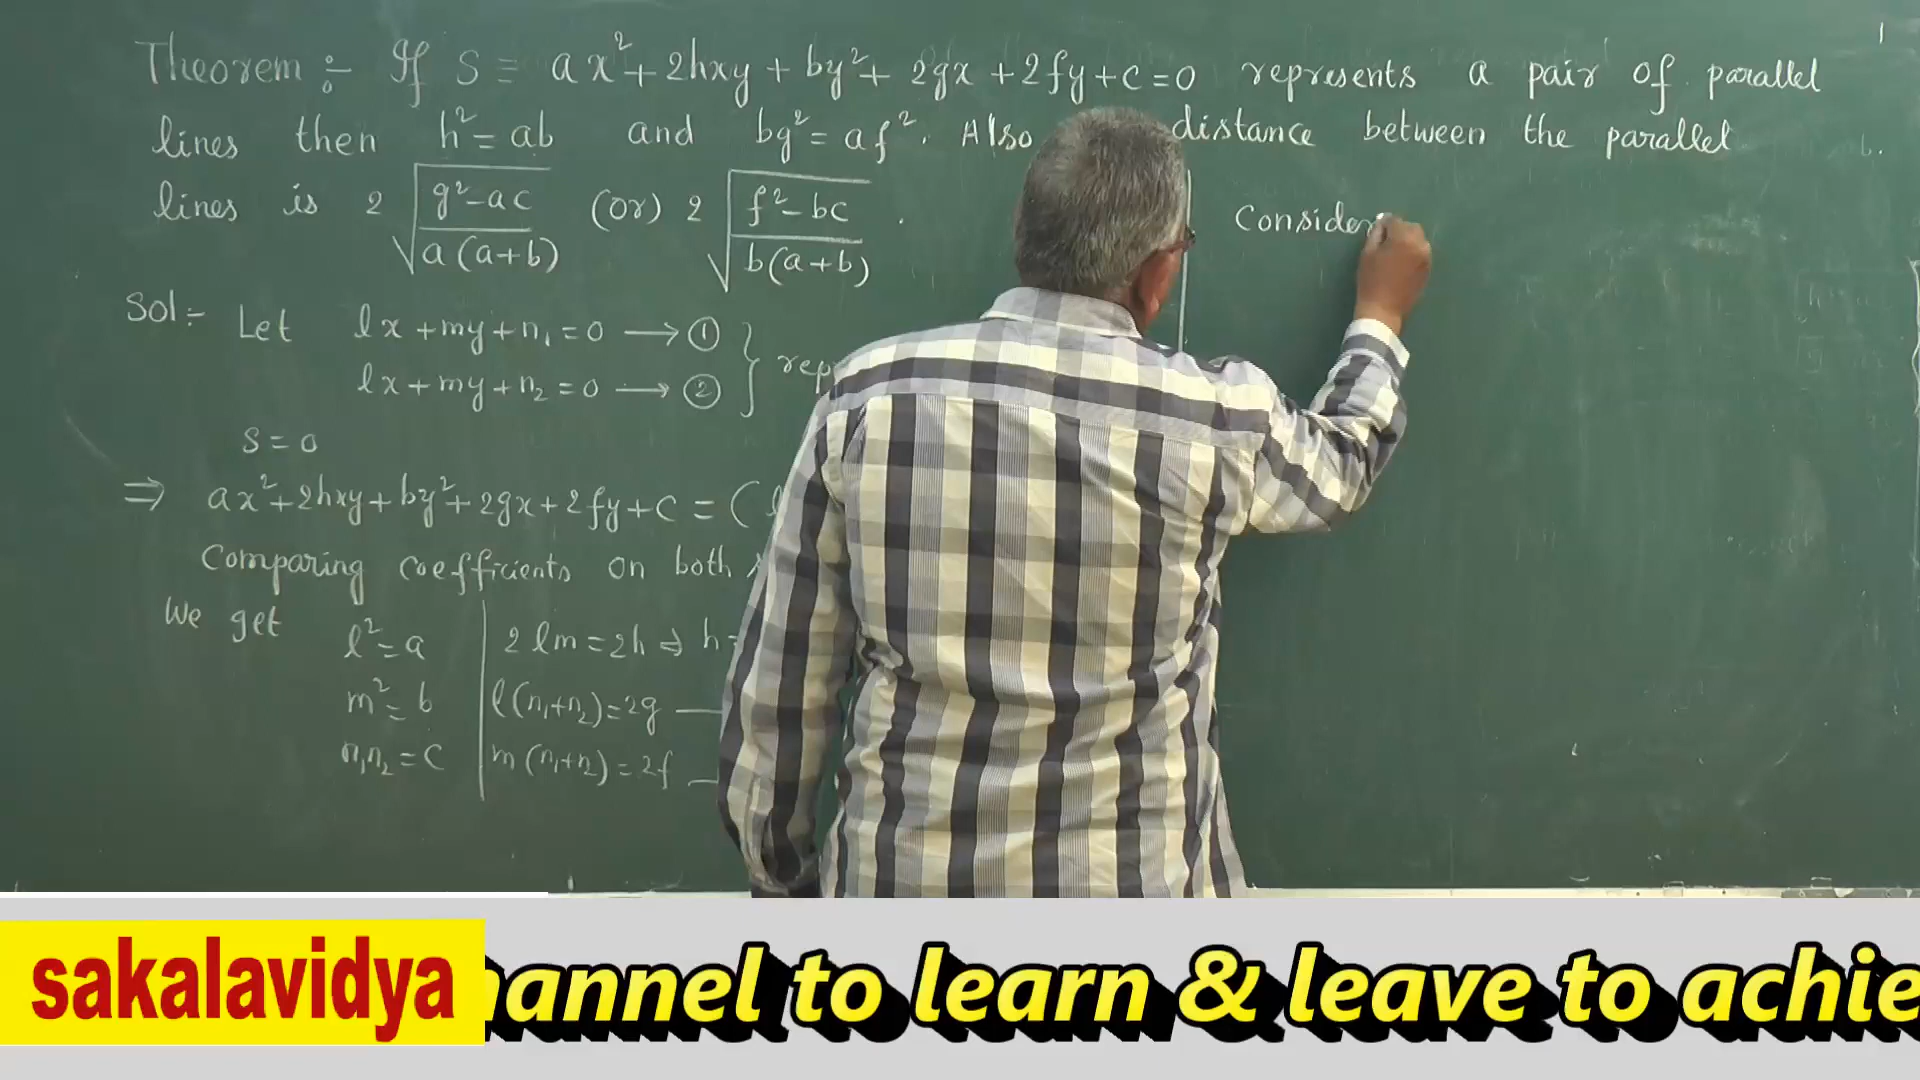 Theorem :- If S ≡ ax²+2hxy+by²+2gx+2fy+c=0 represents a pair of parallel
lines then h²=ab and bg²=af². Also distance between the parallel
lines is 2√((g²-ac)/(a(a+b))) (or) 2√((f²-bc)/(b(a+b))).
Sol:- Let lx+my+n₁=0 → ①
lx+my+n₂=0 → ②
S=0
⇒ ax²+2hxy+by²+2gx+2fy+c = (
Comparing coefficients on both
We get l²=a
m²=b
n₁n₂=c
2lm=2h ⇒ h=
l(n₁+n₂)=2g —
m(n₁+n₂)=2f —
Consider
sakalavidya
to learn & leave to